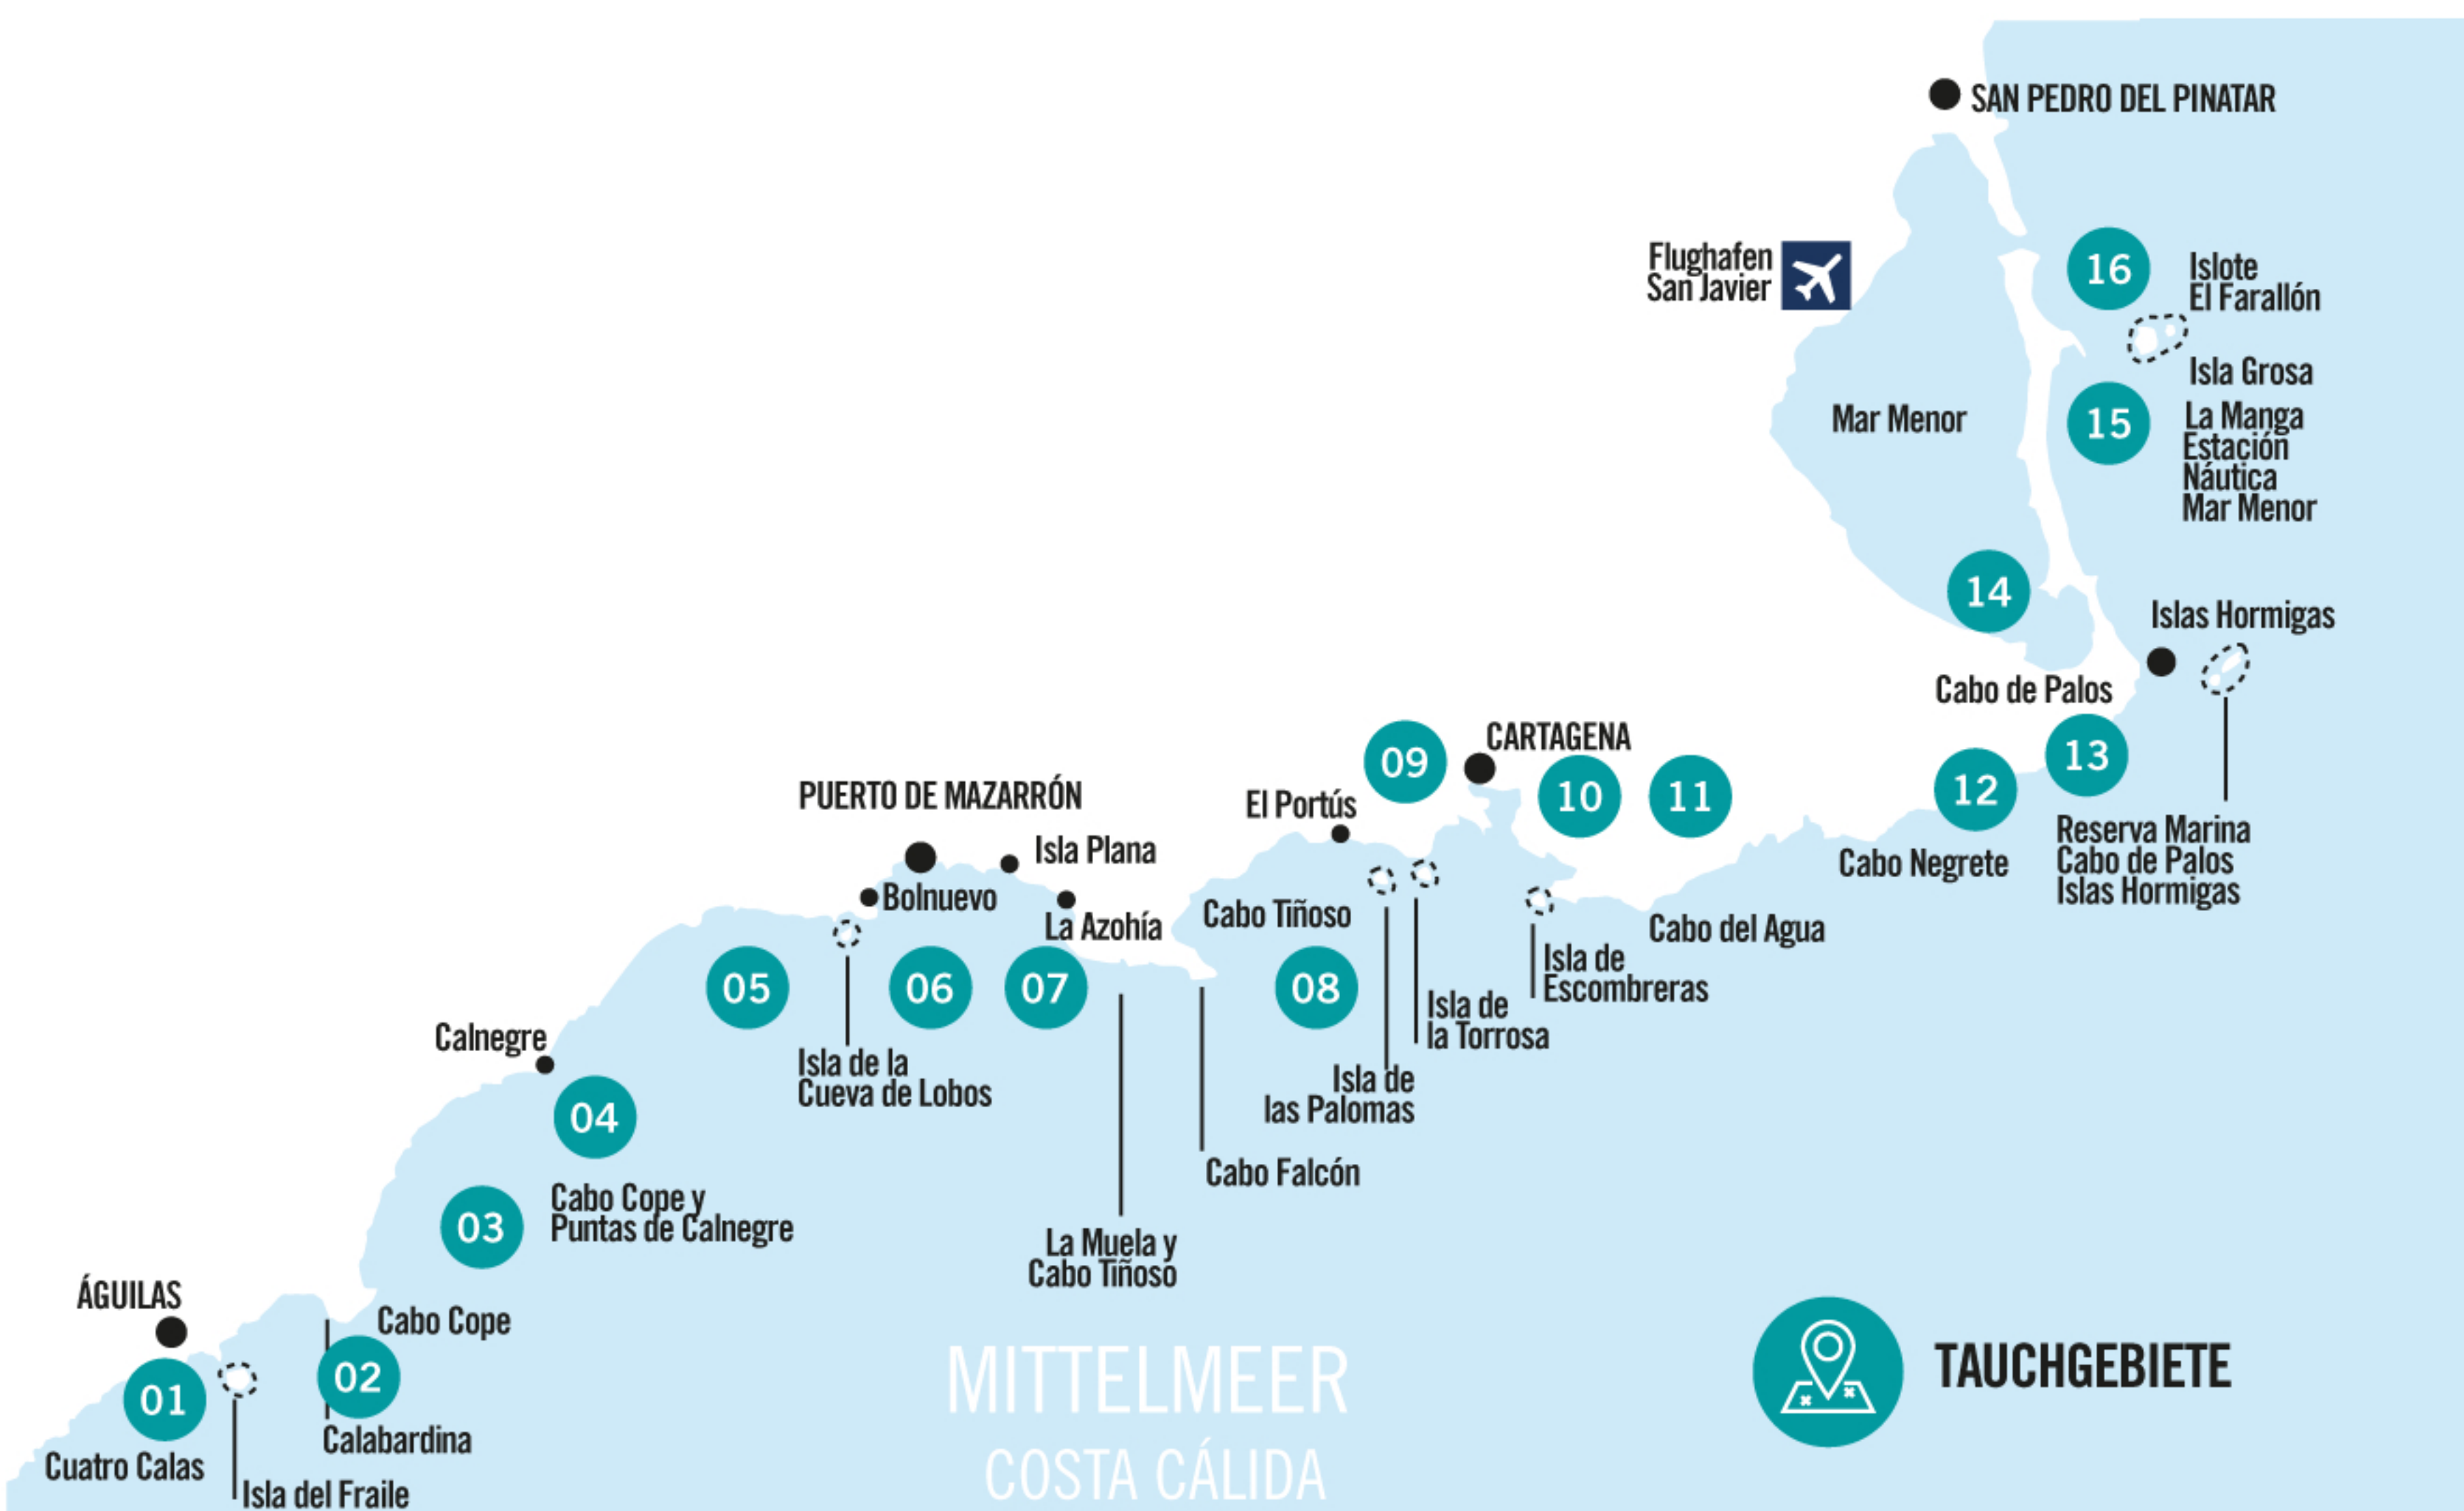 SAN PEDRO DEL PINATAR
Flughafen
San Javier
16
Islote
El Farallón
Isla Grosa
Mar Menor
15
La Manga
Estación
Náutica
Mar Menor
14
Islas Hormigas
Cabo de Palos
13
12
Cabo Negrete
Reserva Marina
Cabo de Palos
Islas Hormigas
09
CARTAGENA
10
11
El Portús
PUERTO DE MAZARRÓN
Isla Plana
Bolnuevo
La Azohía
Cabo Tiñoso
Cabo del Agua
05
06
07
08
Isla de
Escombreras
Isla de
la Torrosa
Calnegre
Isla de la
Cueva de Lobos
Isla de
las Palomas
04
Cabo Falcón
03
Cabo Cope y
Puntas de Calnegre
La Muela y
Cabo Tiñoso
ÁGUILAS
Cabo Cope
01
02
Calabardina
Cuatro Calas
Isla del Fraile
MITTELMEER
COSTA CÁLIDA
TAUCHGEBIETE